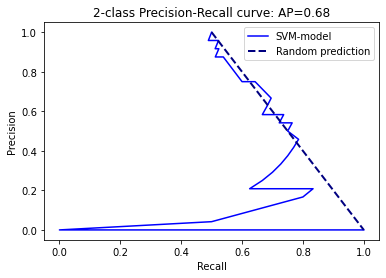 2-class Precision-Recall curve: AP=0.68
SVM-model
Random prediction
Precision
1.0
0.8
0.6
0.4
0.2
0.0
0.0 0.2 0.4 0.6 0.8 1.0
Recall